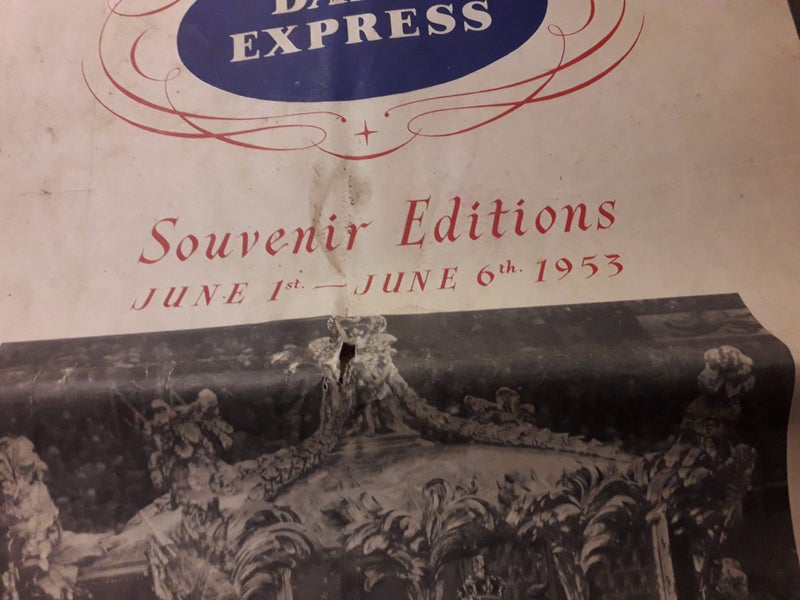 EXPRESS
Souvenir Editions
JUNE 1st. — JUNE 6th. 1953